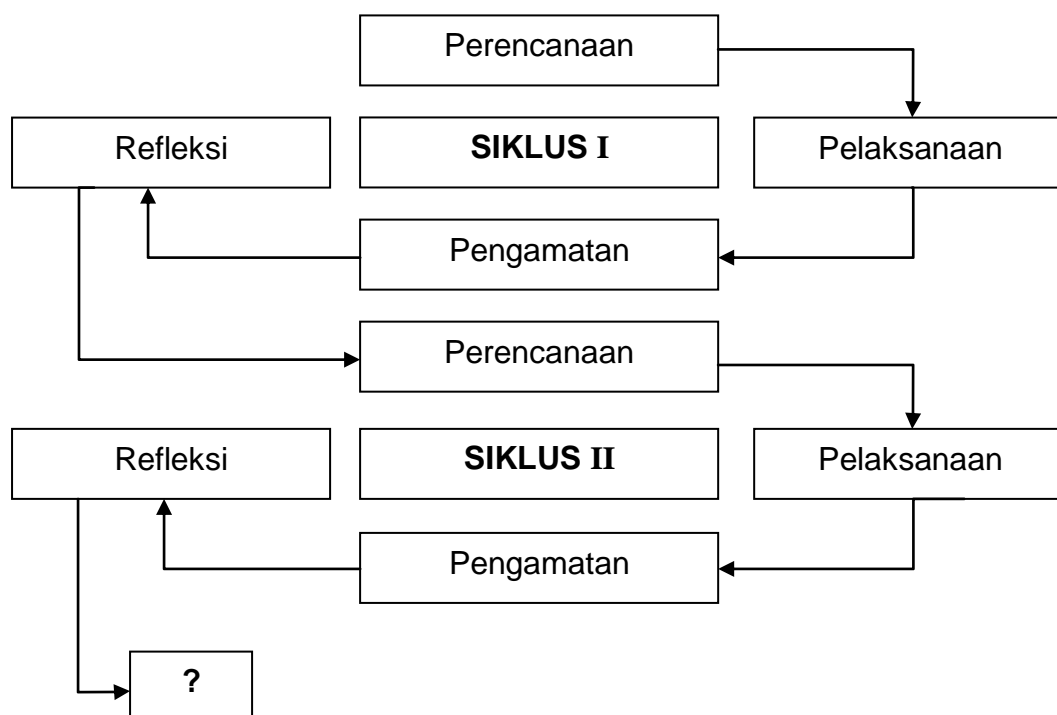 Perencanaan
Refleksi
SIKLUS I
Pelaksanaan
Pengamatan
Perencanaan
Refleksi
SIKLUS II
Pelaksanaan
Pengamatan
?